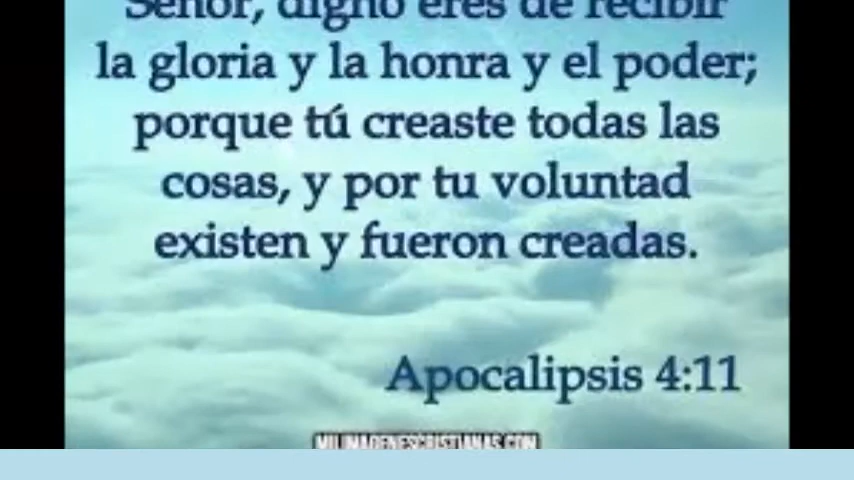 Señor, digno eres de recibir
la gloria y la honra y el poder;
porque tú creaste todas las
cosas, y por tu voluntad
existen y fueron creadas.
Apocalipsis 4:11
MILIMAGENESCRISTIANAS.COM